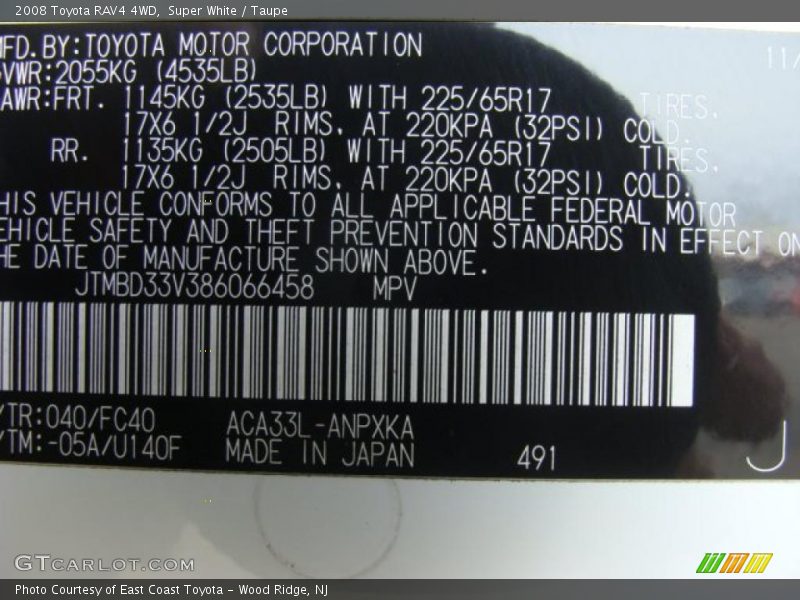 2008 Toyota RAV4 4WD, Super White / Taupe
MFD.BY:TOYOTA MOTOR CORPORATION 11/
GVWR:2055KG (4535LB)
GAWR:FRT. 1145KG (2535LB) WITH 225/65R17 TIRES,
17X6 1/2J RIMS, AT 220KPA (32PSI) COLD.
RR. 1135KG (2505LB) WITH 225/65R17 TIRES,
17X6 1/2J RIMS, AT 220KPA (32PSI) COLD.
THIS VEHICLE CONFORMS TO ALL APPLICABLE FEDERAL MOTOR
VEHICLE SAFETY AND THEFT PREVENTION STANDARDS IN EFFECT ON
THE DATE OF MANUFACTURE SHOWN ABOVE.
JTMBD33V386066458 MPV
/TR:040/FC40 ACA33L-ANPXKA
/TM:-05A/U140F MADE IN JAPAN 491
J
GTCARLOT.COM
Photo Courtesy of East Coast Toyota - Wood Ridge, NJ